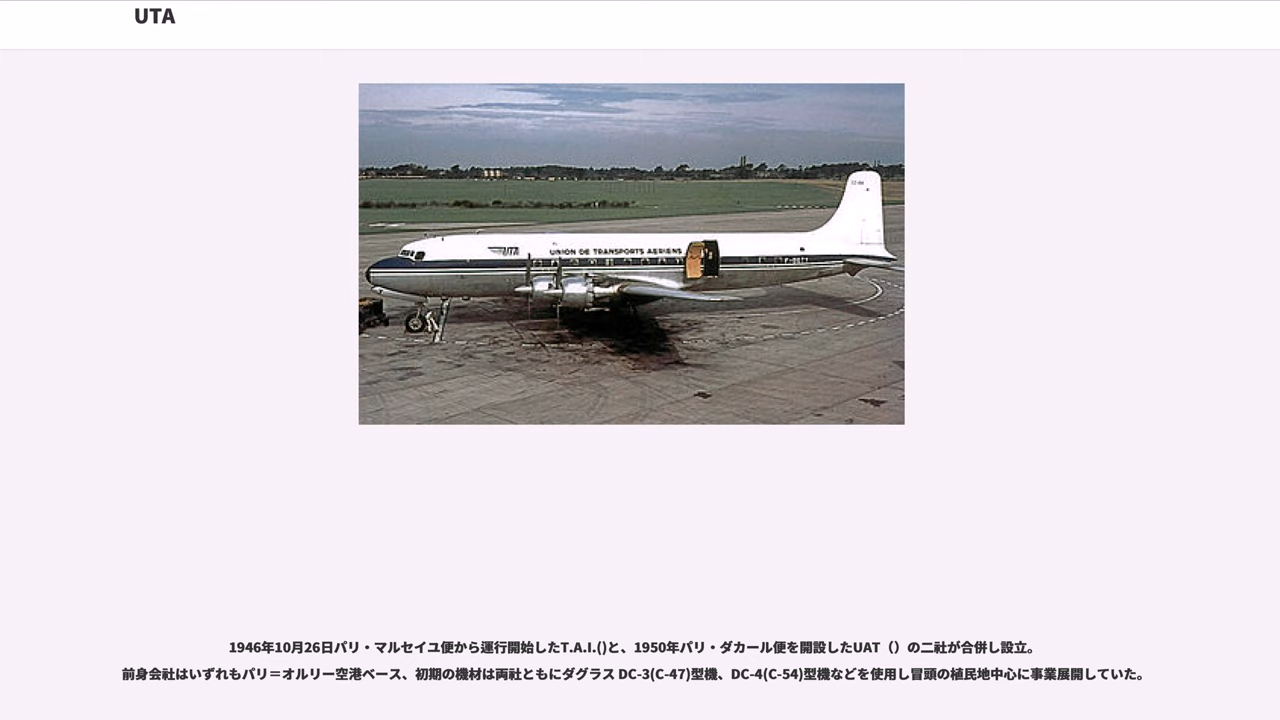 UTA
UTA UNION DE TRANSPORTS AERIENS
1946年10月26日パリ・マルセイユ便から運行開始したT.A.I.()と、1950年パリ・ダカール便を開設したUAT（）の二社が合併し設立。
前身会社はいずれもパリ＝オルリー空港ベース、初期の機材は両社ともにダグラス DC-3(C-47)型機、DC-4(C-54)型機などを使用し冒頭の植民地中心に事業展開していた。